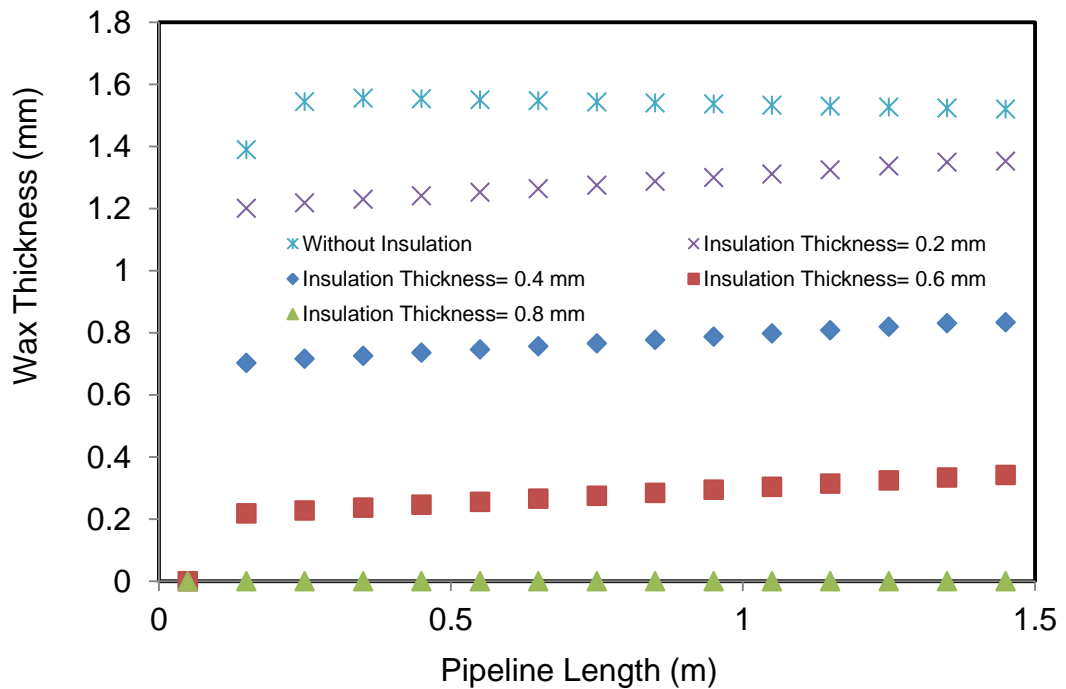 1.8
1.6
1.4
1.2
1
0.8
0.6
0.4
0.2
0
Wax Thickness (mm)
Without Insulation
Insulation Thickness= 0.2 mm
Insulation Thickness= 0.4 mm
Insulation Thickness= 0.6 mm
Insulation Thickness= 0.8 mm
0 0.5 1 1.5
Pipeline Length (m)